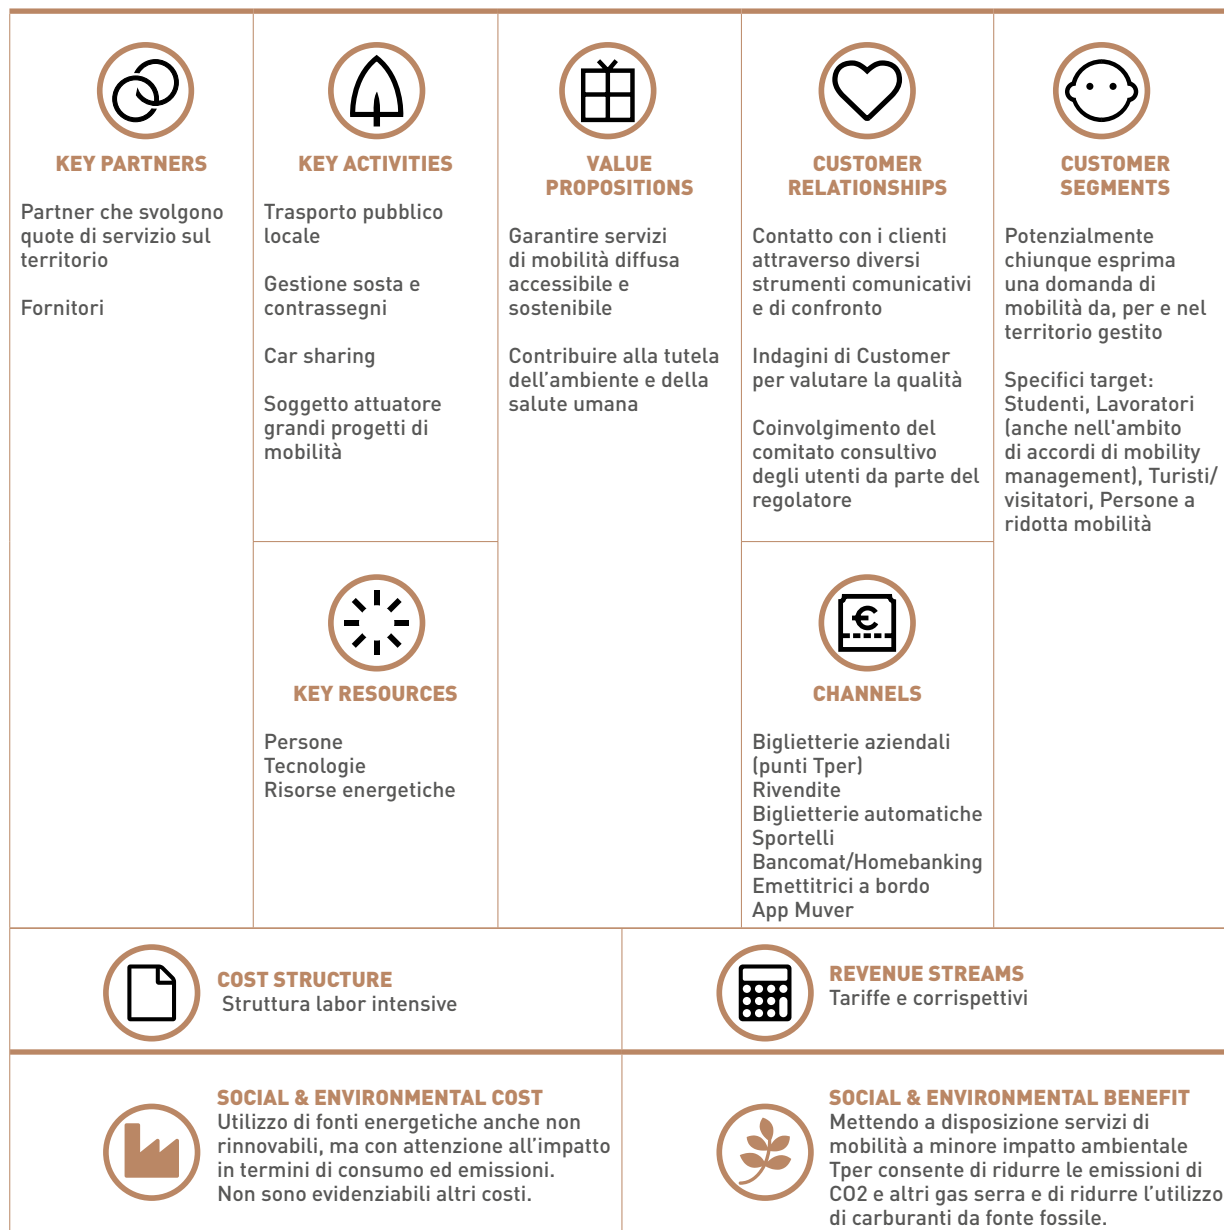 KEY PARTNERS
Partner che svolgono
quote di servizio sul
territorio
Fornitori
KEY ACTIVITIES
Trasporto pubblico
locale
Gestione sosta e
contrassegni
Car sharing
Soggetto attuatore
grandi progetti di
mobilità
KEY RESOURCES
Persone
Tecnologie
Risorse energetiche
VALUE
PROPOSITIONS
Garantire servizi
di mobilità diffusa
accessibile e
sostenibile
Contribuire alla tutela
dell’ambiente e della
salute umana
CUSTOMER
RELATIONSHIPS
Contatto con i clienti
attraverso diversi
strumenti comunicativi
e di confronto
Indagini di Customer
per valutare la qualità
Coinvolgimento del
comitato consultivo
degli utenti da parte del
regolatore
€
CHANNELS
Biglietterie aziendali
(punti Tper)
Rivendite
Biglietterie automatiche
Sportelli
Bancomat/Homebanking
Emettitrici a bordo
App Muver
CUSTOMER
SEGMENTS
Potenzialmente
chiunque esprima
una domanda di
mobilità da, per e nel
territorio gestito
Specifici target:
Studenti, Lavoratori
(anche nell'ambito
di accordi di mobility
management), Turisti/
visitatori, Persone a
ridotta mobilità
COST STRUCTURE
Struttura labor intensive
REVENUE STREAMS
Tariffe e corrispettivi
SOCIAL & ENVIRONMENTAL COST
Utilizzo di fonti energetiche anche non
rinnovabili, ma con attenzione all’impatto
in termini di consumo ed emissioni.
Non sono evidenziabili altri costi.
SOCIAL & ENVIRONMENTAL BENEFIT
Mettendo a disposizione servizi di
mobilità a minore impatto ambientale
Tper consente di ridurre le emissioni di
CO2 e altri gas serra e di ridurre l’utilizzo
di carburanti da fonte fossile.